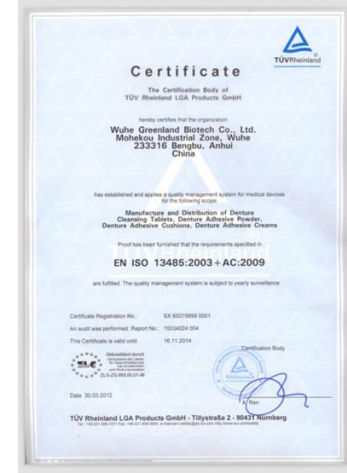 TÜVRheinland
Certificate
The Certification Body of
TÜV Rheinland LGA Products GmbH
hereby certifies that the organization
Wuhe Greenland Biotech Co., Ltd.
Mohekou Industrial Zone, Wuhe
233316 Bengbu, Anhui
China
has established and applies a quality management system for medical devices
for the following scope:
Manufacture and Distribution of Denture
Cleansing Tablets, Denture Adhesive Powder,
Denture Adhesive Cushions, Denture Adhesive Creams
Proof has been furnished that the requirements specified in
EN ISO 13485:2003 + AC:2009
are fulfilled. The quality management system is subject to yearly surveillance.
Certificate Registration No.: SX 60079898 0001
An audit was performed. Report No.: 15034024 004
This Certificate is valid until: 16.11.2014
Certification Body
Akkreditiert durch
Date 30.03.2012
TÜV Rheinland LGA Products GmbH - Tillystraße 2 - 90431 Nürnberg